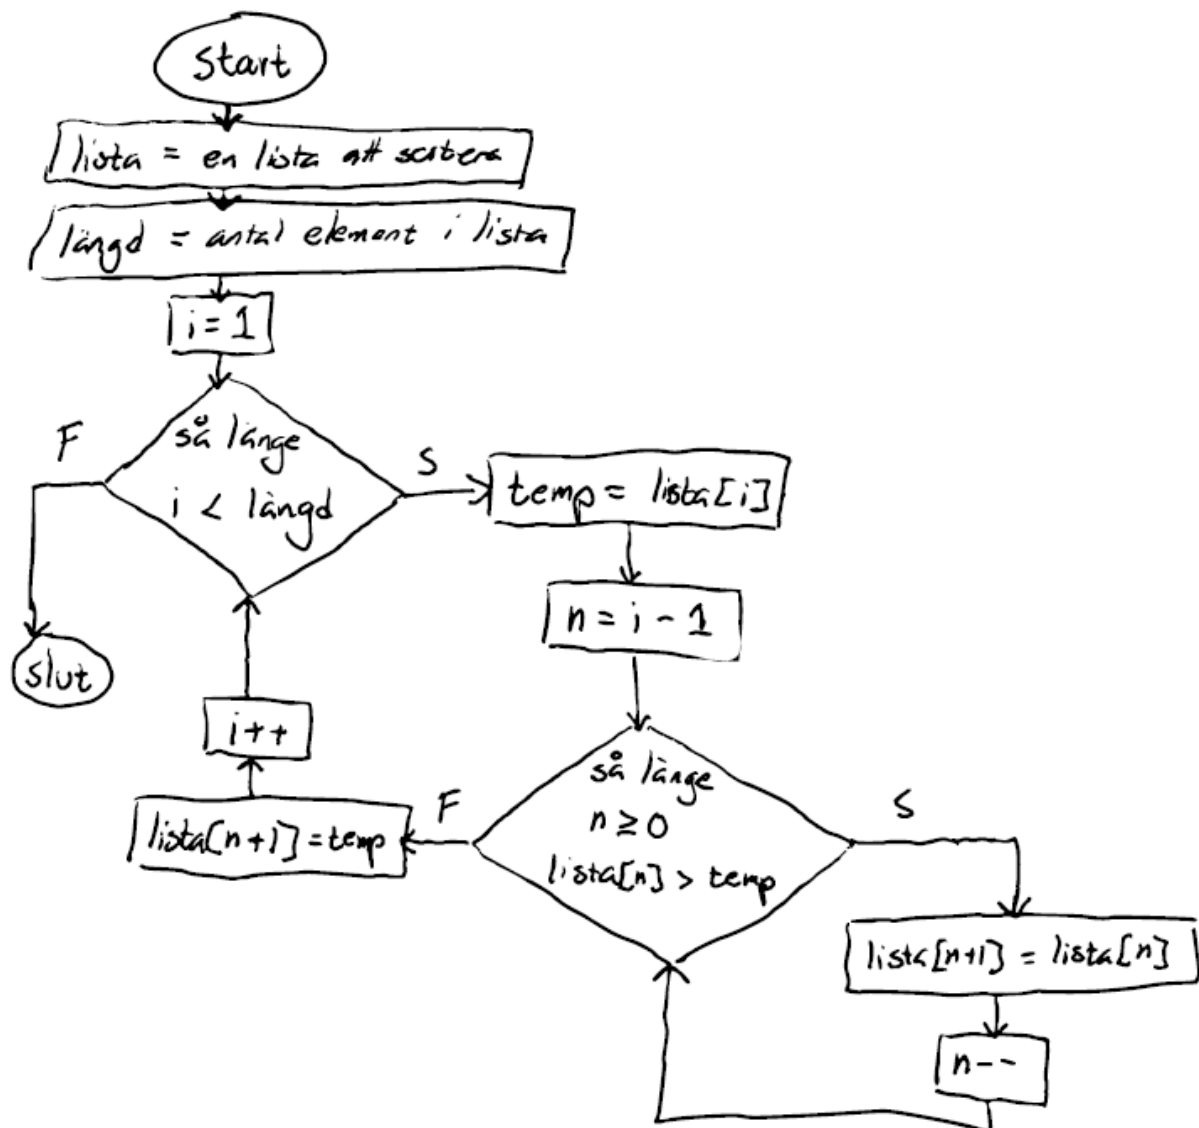 start
lista = en lista att sortera
längd = antal element i lista
i = 1
så länge
i < längd
F
S
temp = lista[i]
n = i - 1
så länge
n ≥ 0
lista[n] > temp
S
lista[n+1] = lista[n]
n--
F
lista[n+1] = temp
i++
slut